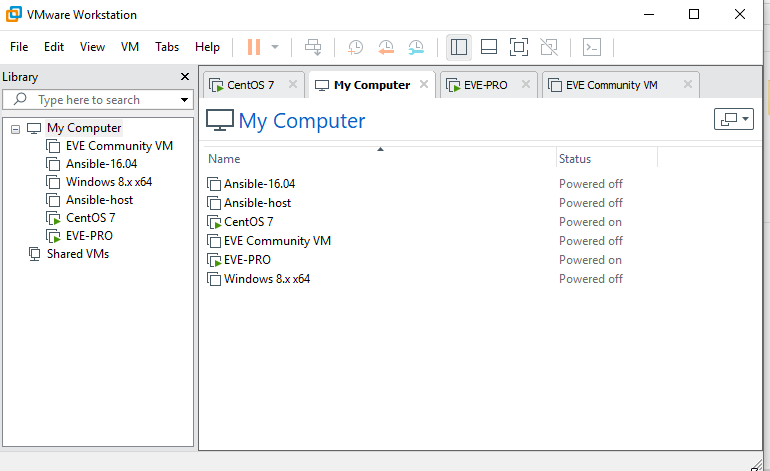 VMware Workstation
File Edit View VM Tabs Help
Library
Type here to search
My Computer
EVE Community VM
Ansible-16.04
Windows 8.x x64
Ansible-host
CentOS 7
EVE-PRO
Shared VMs
CentOS 7 My Computer EVE-PRO EVE Community VM
My Computer
Name Status
Ansible-16.04 Powered off
Ansible-host Powered off
CentOS 7 Powered on
EVE Community VM Powered off
EVE-PRO Powered on
Windows 8.x x64 Powered off